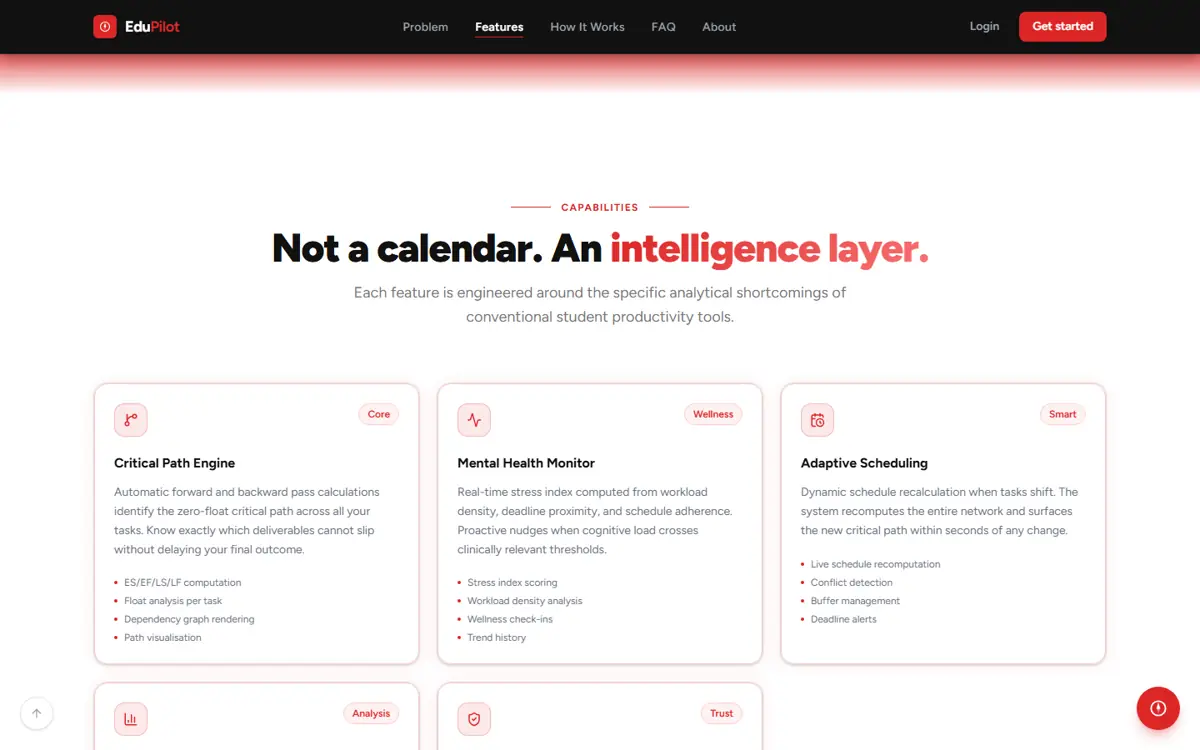 EduPilot
Problem Features How It Works FAQ About
Login Get started
CAPABILITIES
Not a calendar. An intelligence layer.
Each feature is engineered around the specific analytical shortcomings of
conventional student productivity tools.
Core
Critical Path Engine
Automatic forward and backward pass calculations
identify the zero-float critical path across all your
tasks. Know exactly which deliverables cannot slip
without delaying your final outcome.
• ES/EF/LS/LF computation
• Float analysis per task
• Dependency graph rendering
• Path visualisation
Wellness
Mental Health Monitor
Real-time stress index computed from workload
density, deadline proximity, and schedule adherence.
Proactive nudges when cognitive load crosses
clinically relevant thresholds.
• Stress index scoring
• Workload density analysis
• Wellness check-ins
• Trend history
Smart
Adaptive Scheduling
Dynamic schedule recalculation when tasks shift. The
system recomputes the entire network and surfaces
the new critical path within seconds of any change.
• Live schedule recomputation
• Conflict detection
• Buffer management
• Deadline alerts
Analysis
Trust